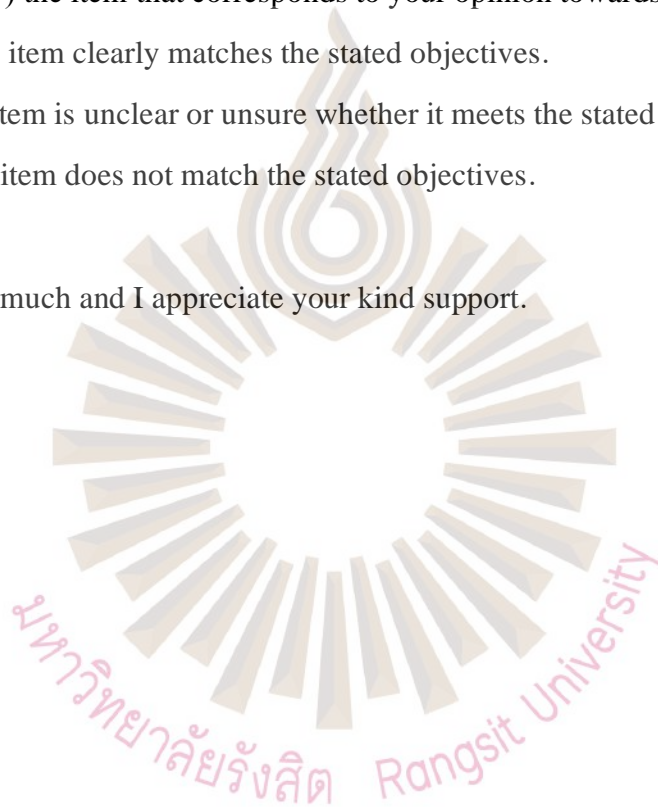 ) the item that corresponds to your opinion towards
item clearly matches the stated objectives.
tem is unclear or unsure whether it meets the stated
item does not match the stated objectives.
much and I appreciate your kind support.
มหาวิทยาลัยรังสิต Rangsit University